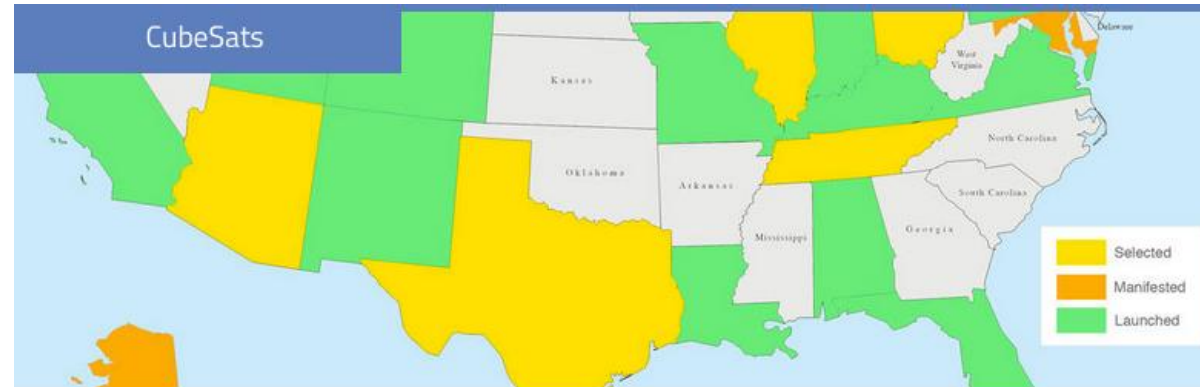 CubeSats
Delaware
West
Virginia
Kansas
North Carolina
Oklahoma
Arkansas
South Carolina
Mississippi
Georgia
Selected
Manifested
Launched